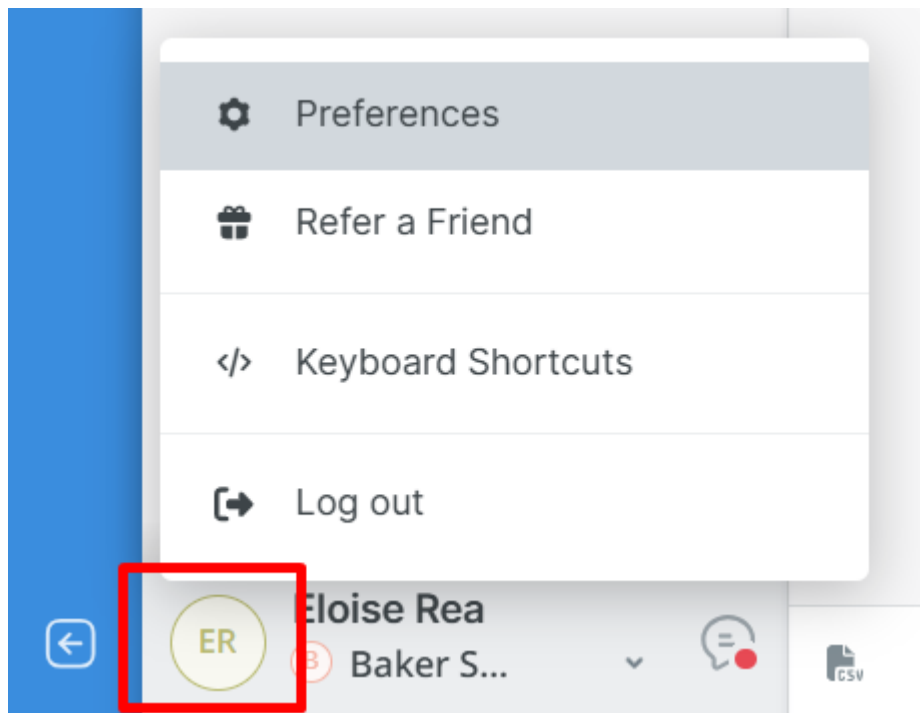 Preferences
Refer a Friend
</> Keyboard Shortcuts
Log out
ER
Eloise Rea
B Baker S...
CSV